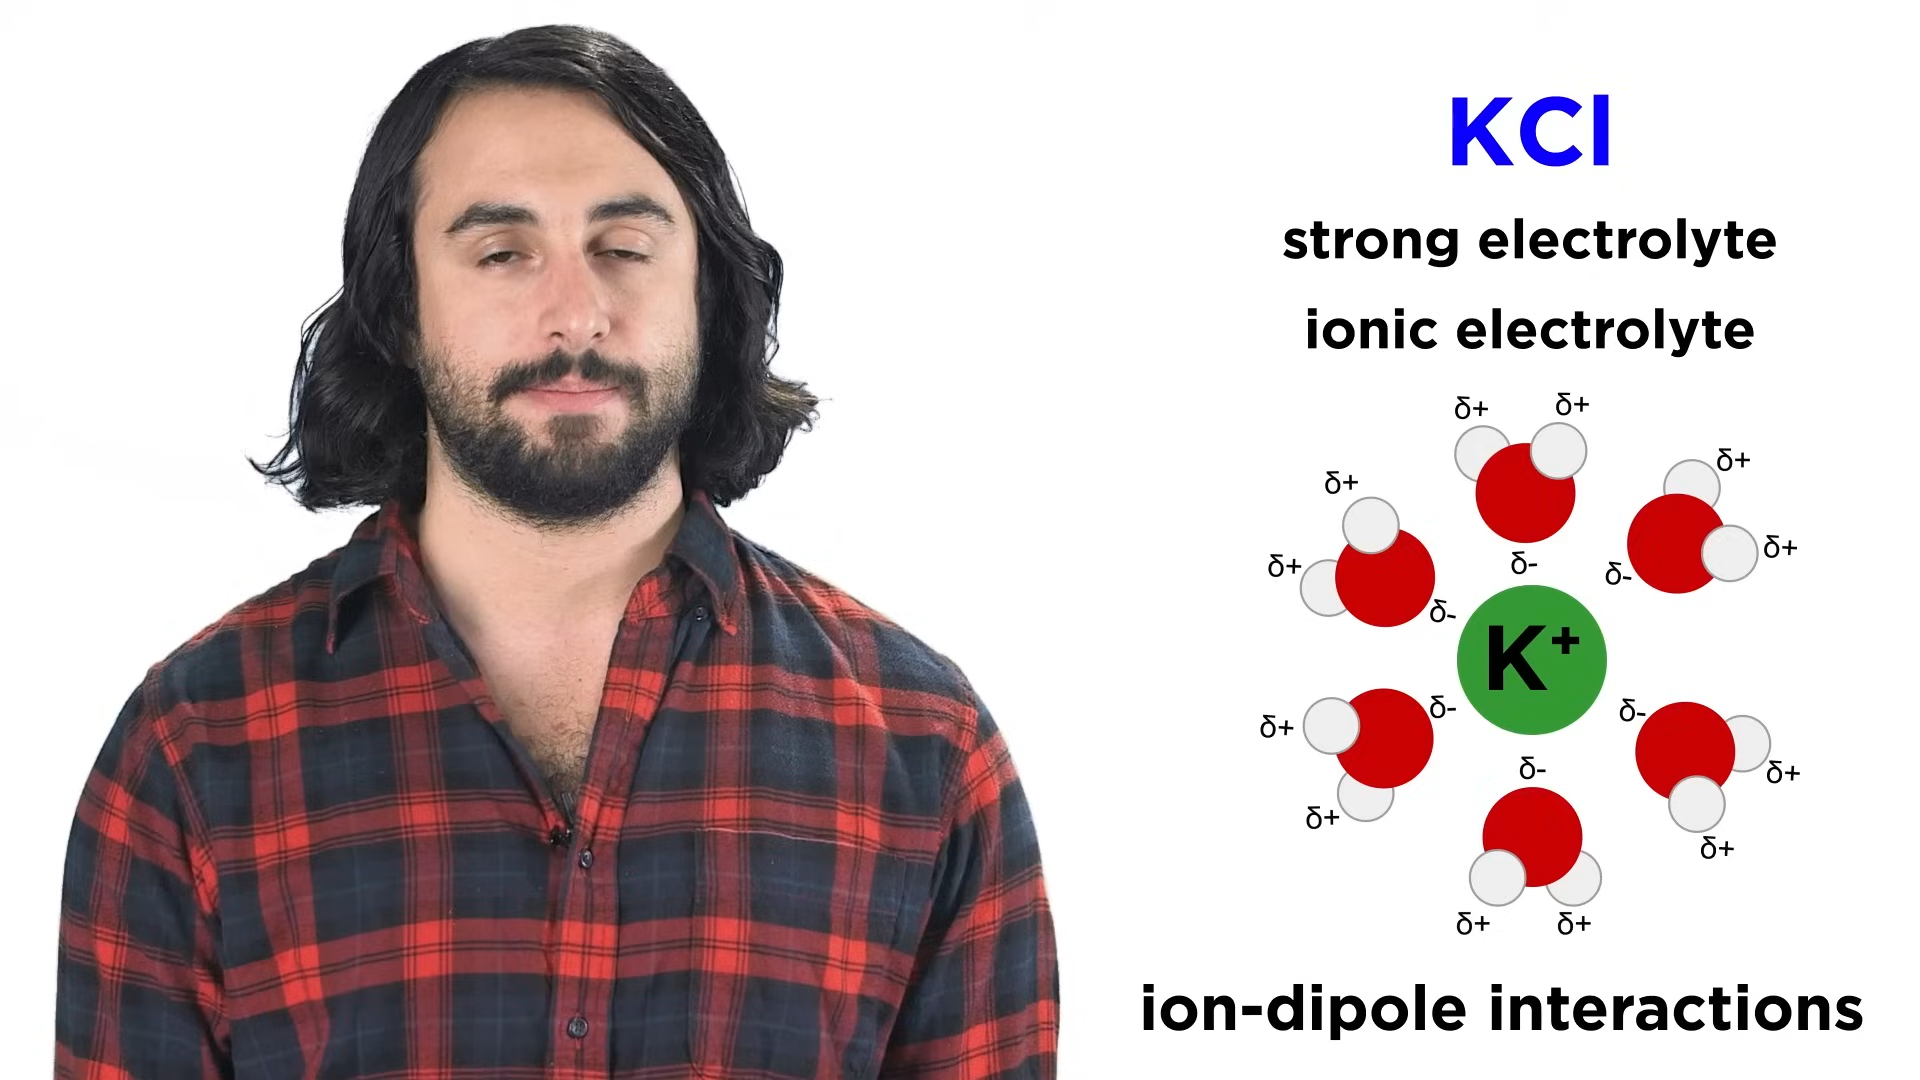 KCl
strong electrolyte
ionic electrolyte
δ+ δ+
δ+
δ+
δ+
δ-
δ+
δ-
δ-
K⁺
δ-
δ-
δ+
δ-
δ+
δ+
δ+
δ+ δ+
ion-dipole interactions